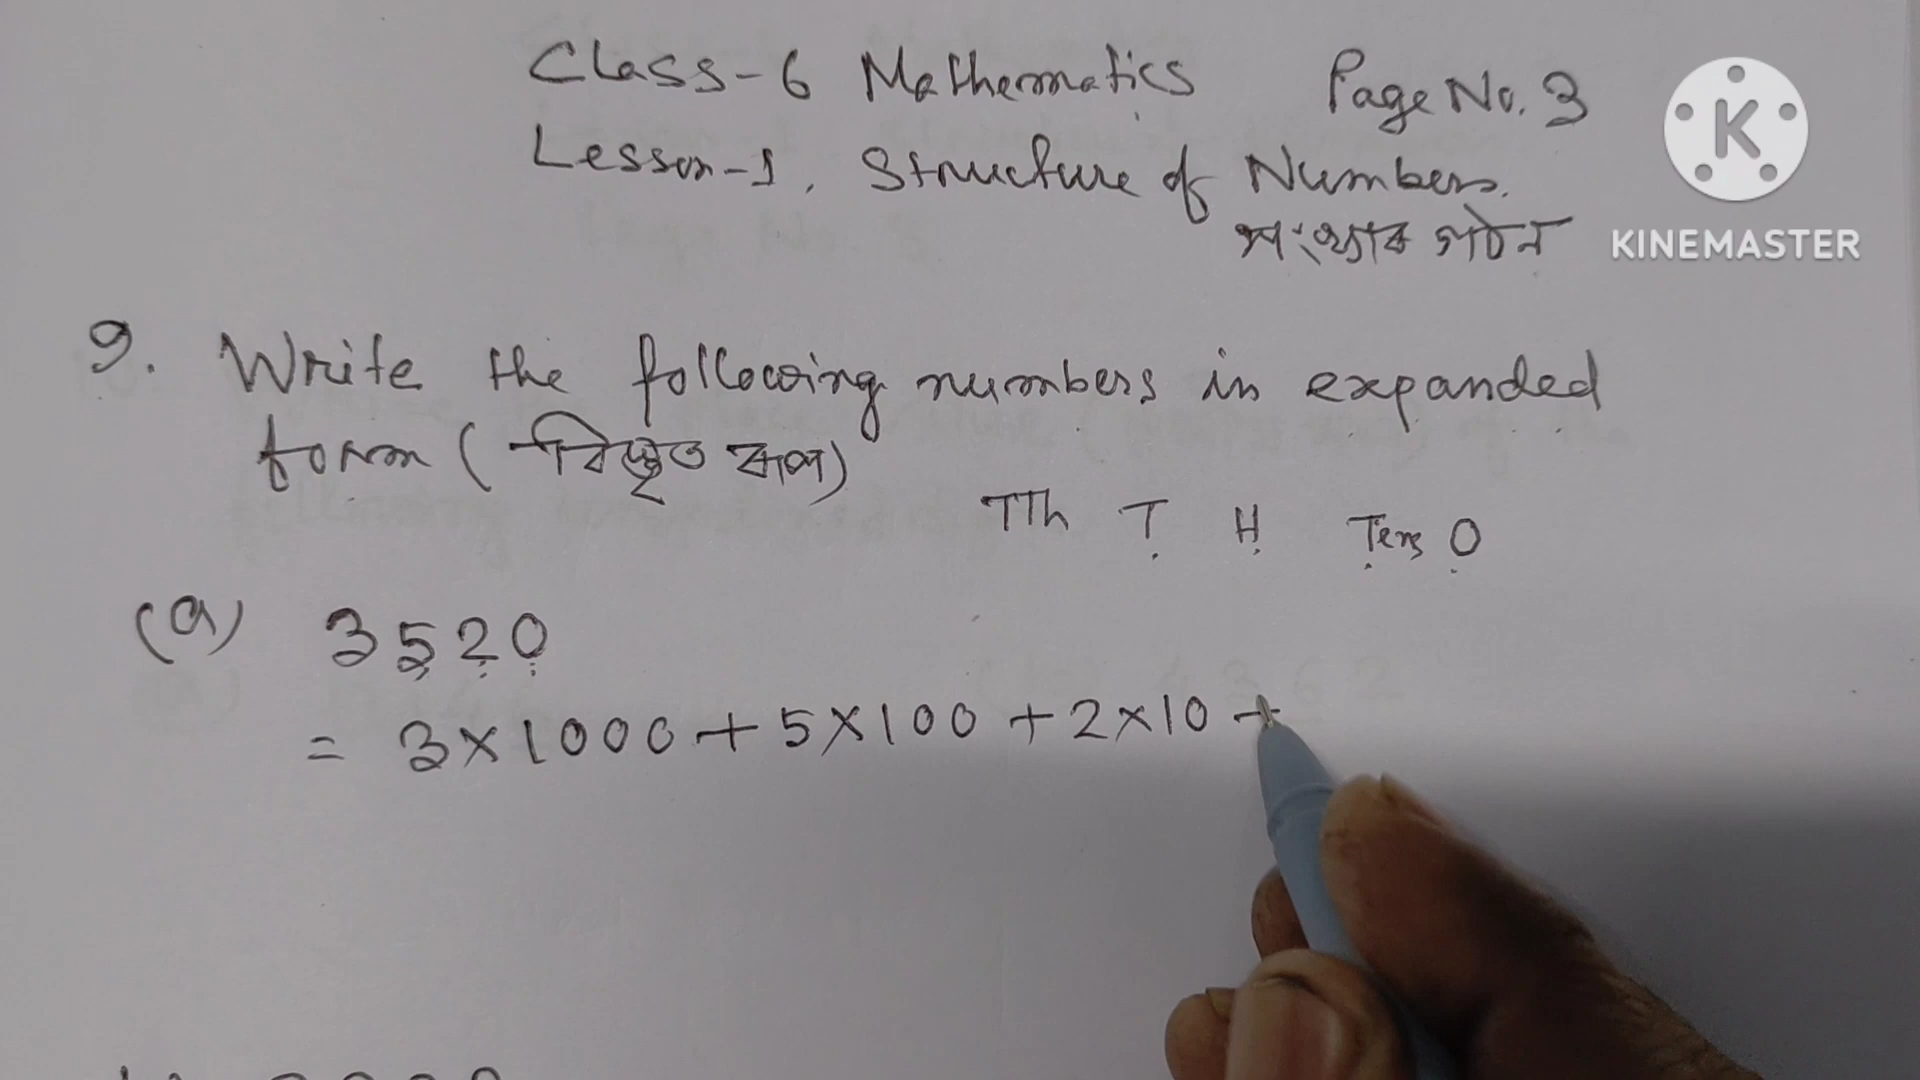 Class-6 Mathematics Page No. 3
Lesson-1, Structure of Numbers.
সংখ্যার গঠন
KINEMASTER
9. Write the following numbers in expanded
form (বিস্তৃত রূপ)
TTh T H Tens O
(a) 3520
= 3×1000+5×100+2×10+